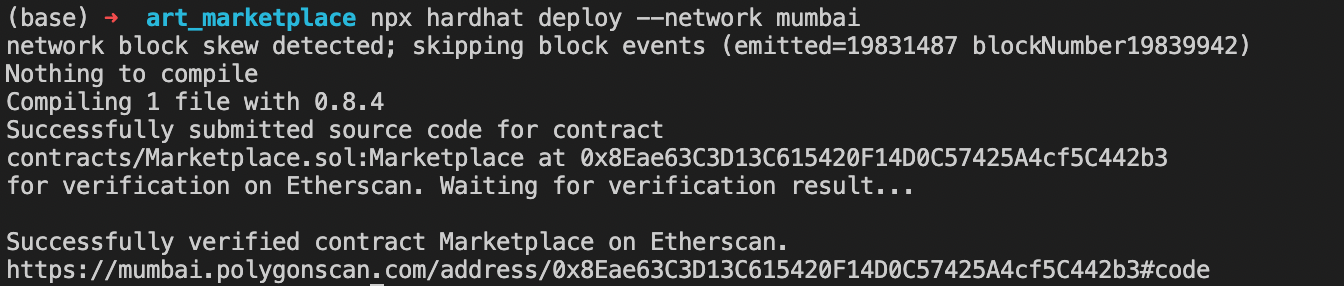 (base) → art_marketplace npx hardhat deploy --network mumbai
network block skew detected; skipping block events (emitted=19831487 blockNumber19839942)
Nothing to compile
Compiling 1 file with 0.8.4
Successfully submitted source code for contract
contracts/Marketplace.sol:Marketplace at 0x8Eae63C3D13C615420F14D0C57425A4cf5C442b3
for verification on Etherscan. Waiting for verification result...
Successfully verified contract Marketplace on Etherscan.
https://mumbai.polygonscan.com/address/0x8Eae63C3D13C615420F14D0C57425A4cf5C442b3#code